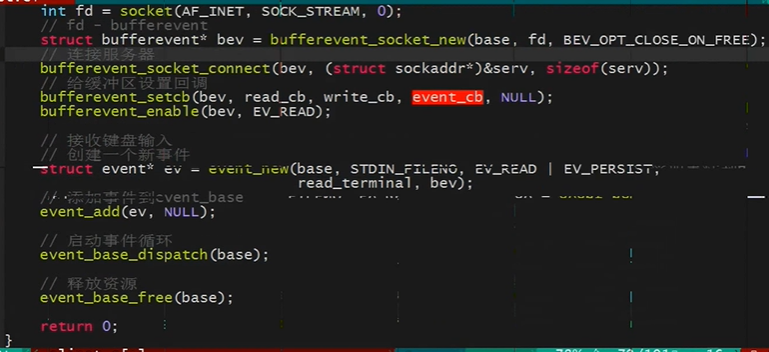 int fd = socket(AF_INET, SOCK_STREAM, 0);
// fd - bufferevent
struct bufferevent* bev = bufferevent_socket_new(base, fd, BEV_OPT_CLOSE_ON_FREE);
// 连接服务器
bufferevent_socket_connect(bev, (struct sockaddr*)&serv, sizeof(serv));
// 给缓冲区设置回调
bufferevent_setcb(bev, read_cb, write_cb, event_cb, NULL);
bufferevent_enable(bev, EV_READ);
// 接收键盘输入
// 创建一个新事件
struct event* ev = event_new(base, STDIN_FILENO, EV_READ | EV_PERSIST,
read_terminal, bev);
// 添加事件到event_base
event_add(ev, NULL);
// 启动事件循环
event_base_dispatch(base);
// 释放资源
event_base_free(base);
return 0;
}